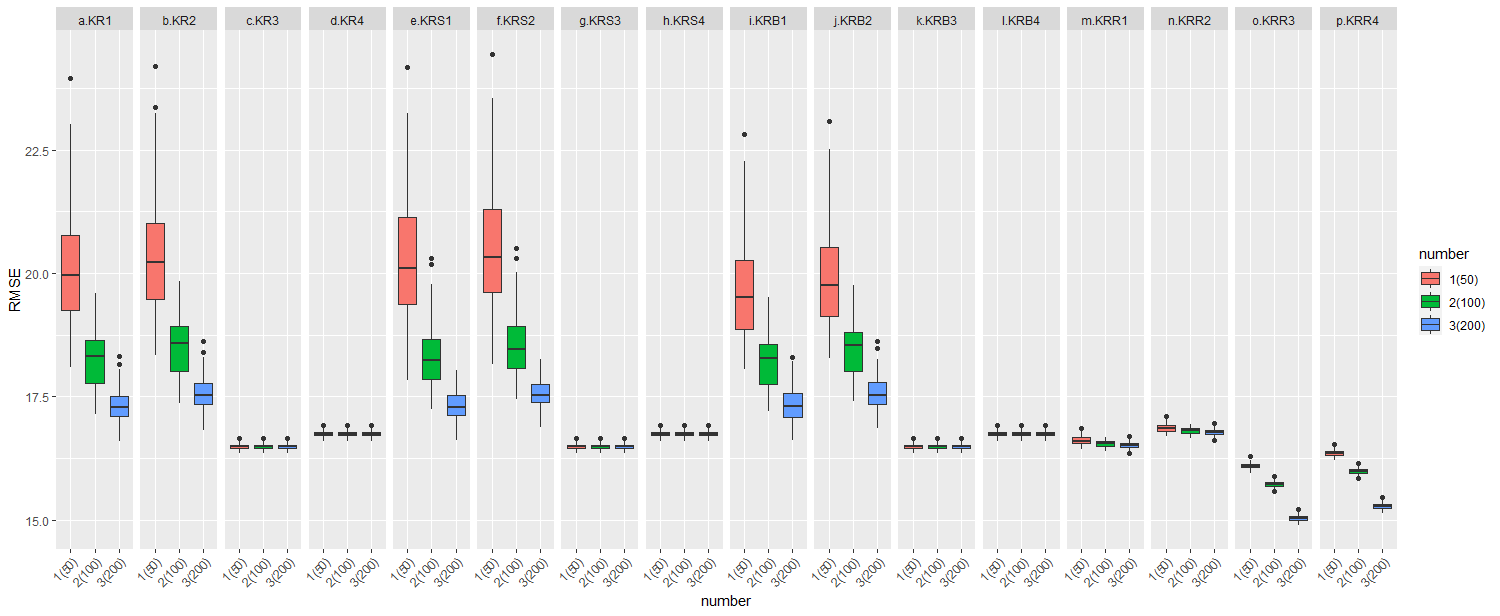 a.KR1 b.KR2 c.KR3 d.KR4 e.KRS1 f.KRS2 g.KRS3 h.KRS4 i.KRB1 j.KRB2 k.KRB3 l.KRB4 m.KRR1 n.KRR2 o.KRR3 p.KRR4
22.5
20.0
17.5
15.0
RMSE
1(50) 2(100) 3(200) 1(50) 2(100) 3(200) 1(50) 2(100) 3(200) 1(50) 2(100) 3(200) 1(50) 2(100) 3(200) 1(50) 2(100) 3(200) 1(50) 2(100) 3(200) 1(50) 2(100) 3(200) 1(50) 2(100) 3(200) 1(50) 2(100) 3(200) 1(50) 2(100) 3(200) 1(50) 2(100) 3(200) 1(50) 2(100) 3(200) 1(50) 2(100) 3(200) 1(50) 2(100) 3(200) 1(50) 2(100) 3(200)
number
number
1(50)
2(100)
3(200)